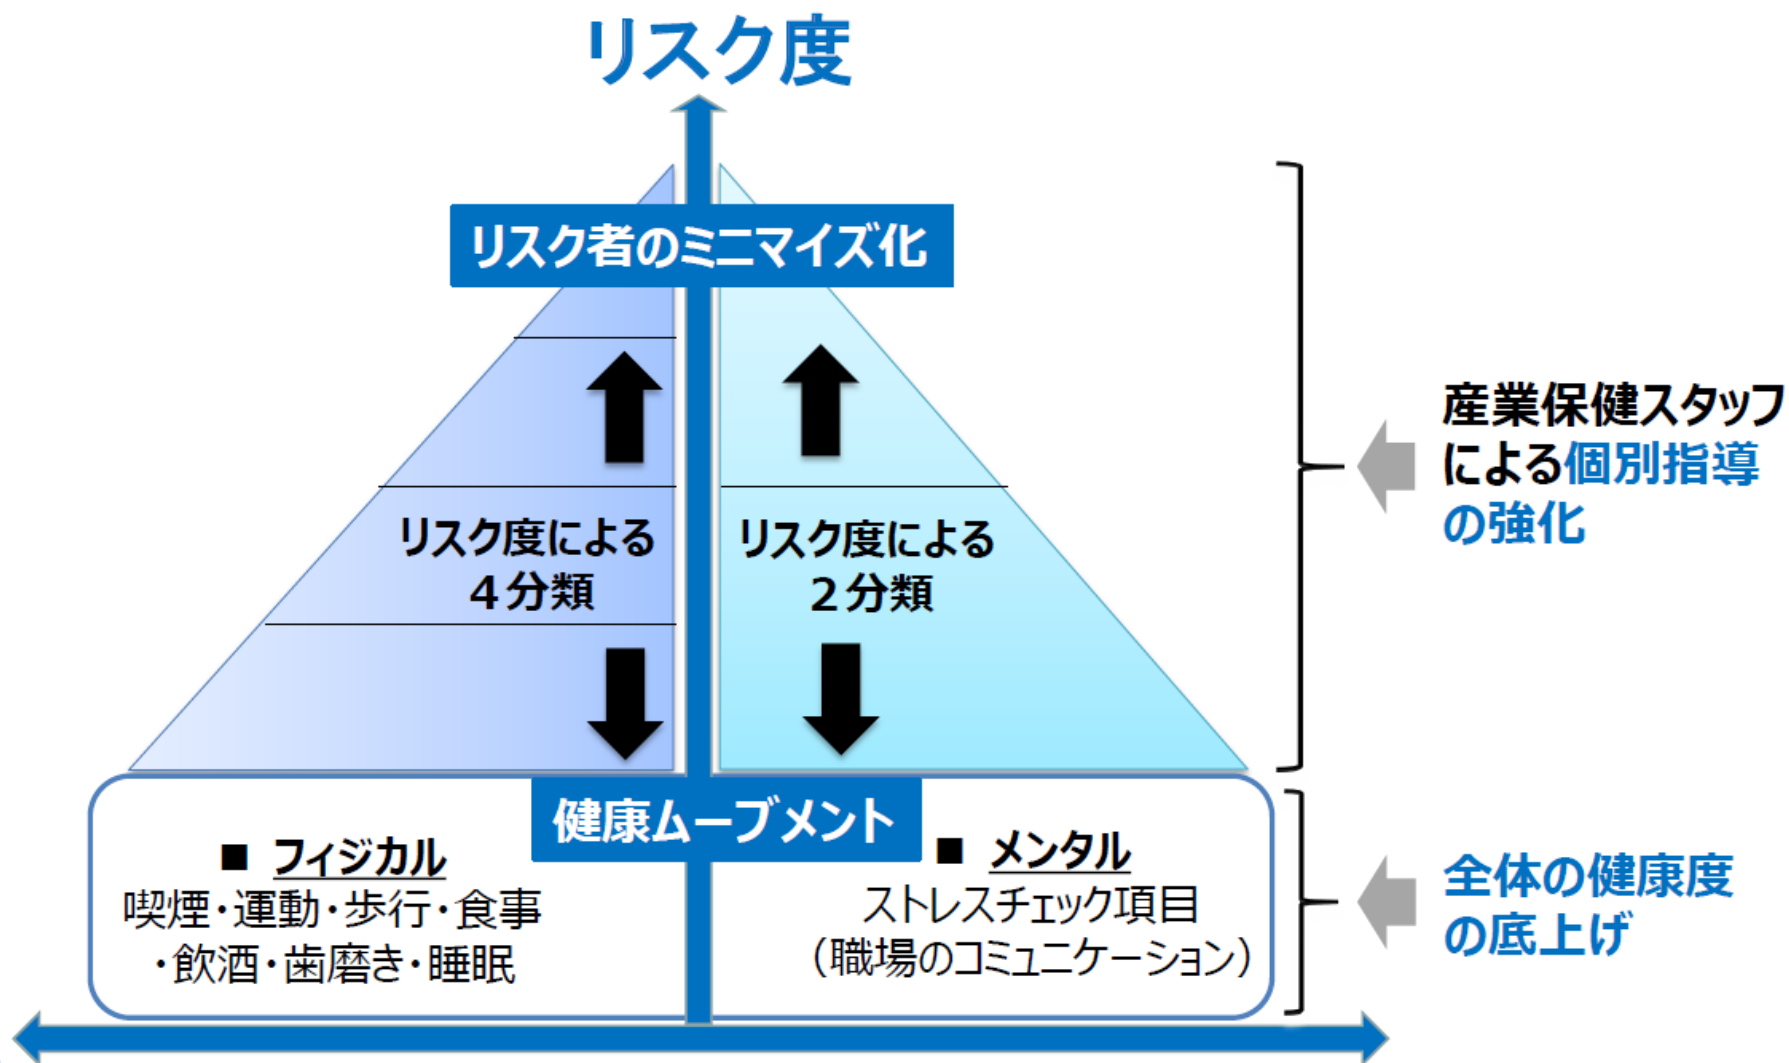 リスク度
リスク者のミニマイズ化
リスク度による
４分類
リスク度による
２分類
産業保健スタッフ
による個別指導
の強化
健康ムーブメント
■ フィジカル
喫煙・運動・歩行・食事
・飲酒・歯磨き・睡眠
■ メンタル
ストレスチェック項目
（職場のコミュニケーション）
全体の健康度
の底上げ